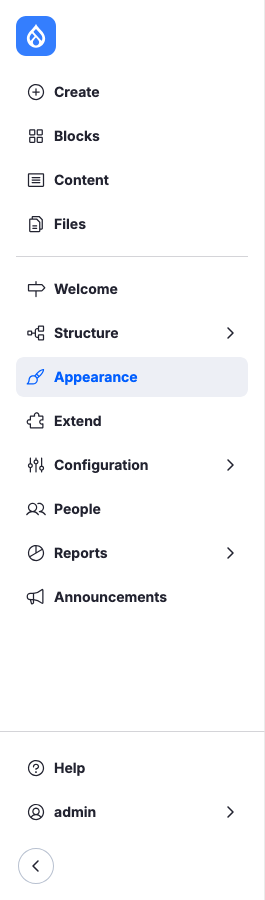 Create
Blocks
Content
Files
Welcome
Structure
Appearance
Extend
Configuration
People
Reports
Announcements
Help
admin